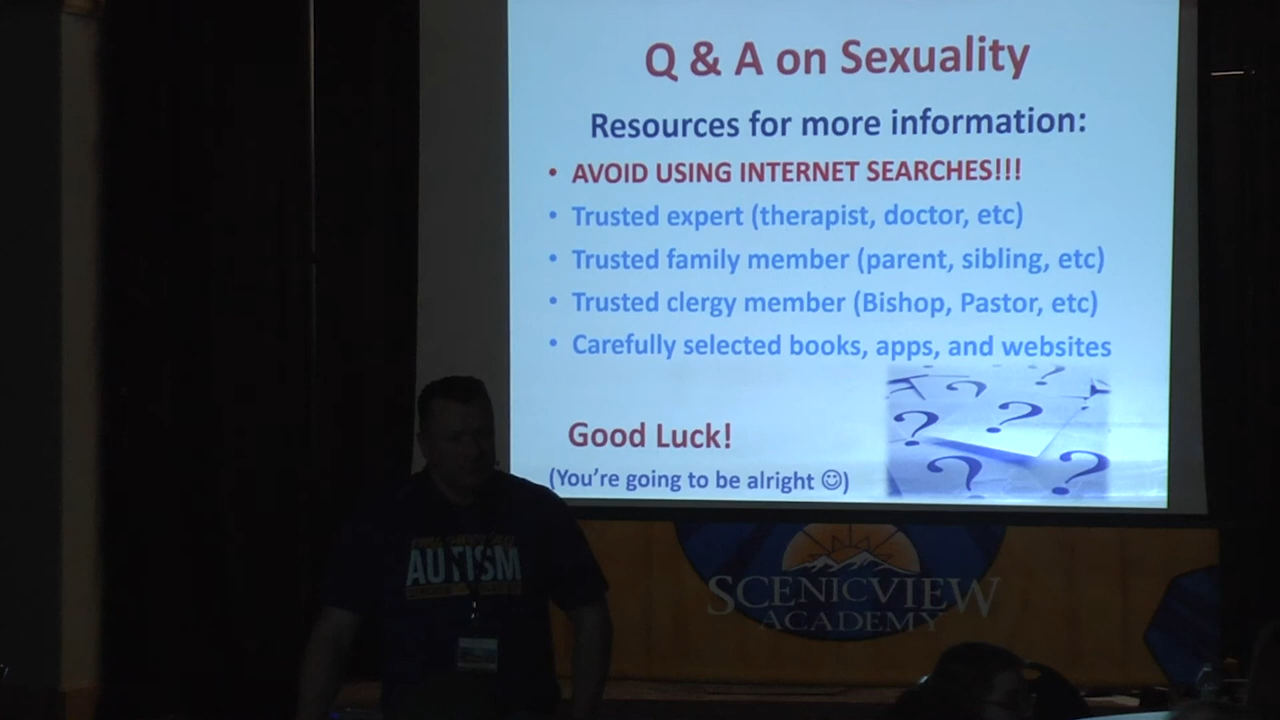 Q & A on Sexuality
Resources for more information:
• AVOID USING INTERNET SEARCHES!!!
• Trusted expert (therapist, doctor, etc)
• Trusted family member (parent, sibling, etc)
• Trusted clergy member (Bishop, Pastor, etc)
• Carefully selected books, apps, and websites
Good Luck!
(You're going to be alright ☺)
? ? ? ? ? ?
AUTISM
SCENICVIEW
ACADEMY